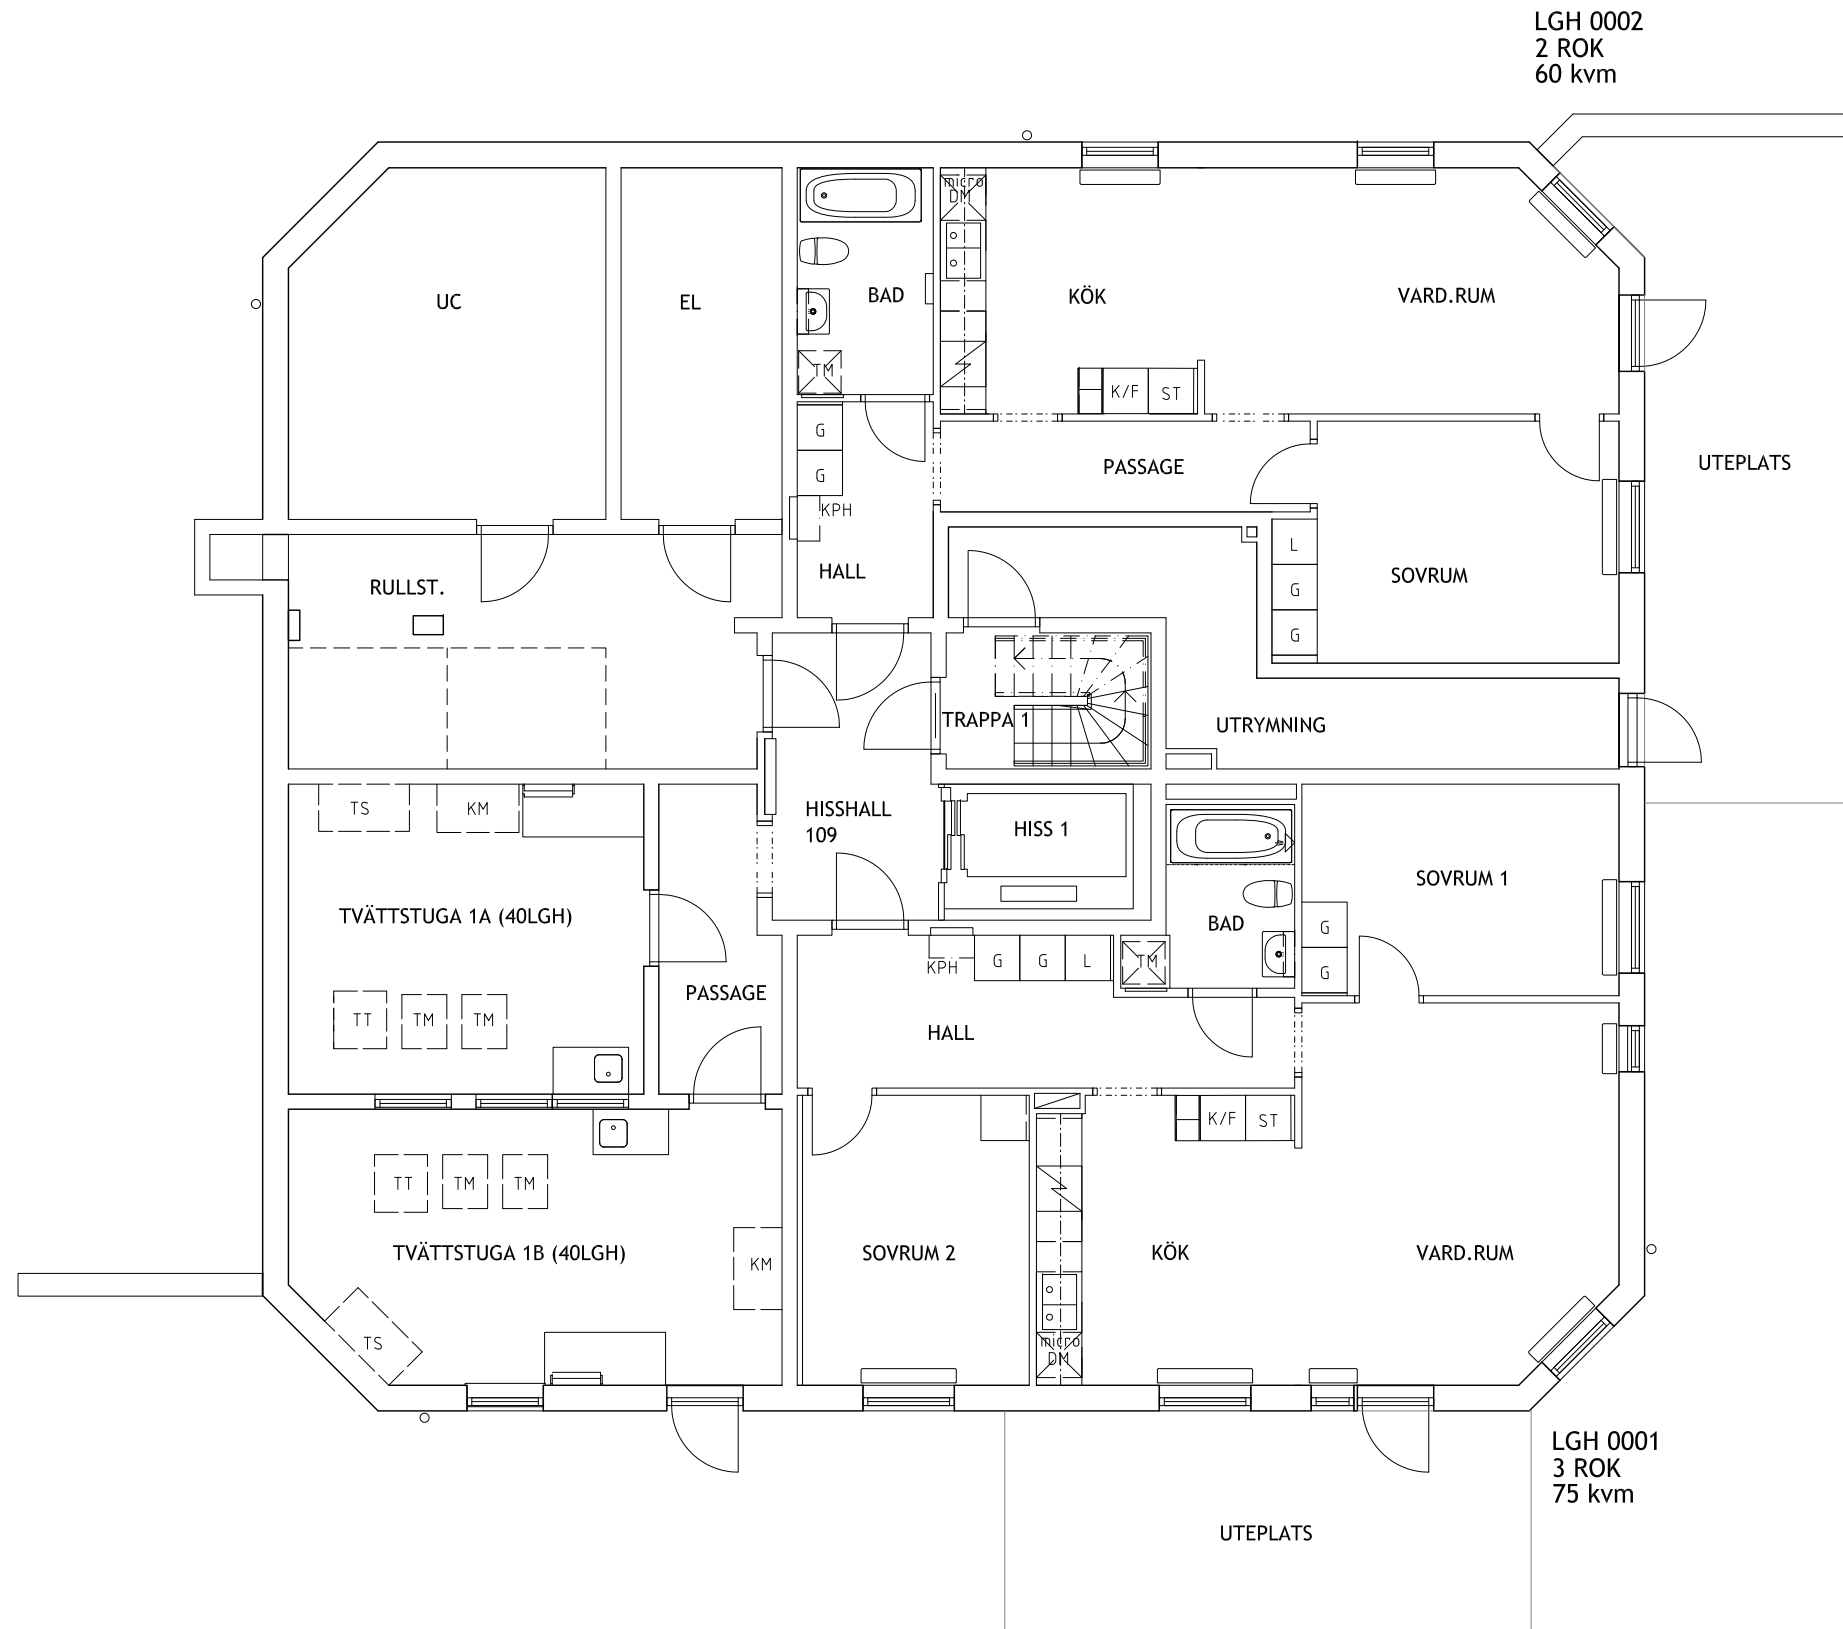 LGH 0002
2 ROK
60 kvm
micro
DM
UC
EL
BAD
KÖK
VARD.RUM
TM
K/F
ST
G
G
KPH
PASSAGE
UTEPLATS
L
G
G
SOVRUM
HALL
RULLST.
TRAPPA 1
UTRYMNING
TS
KM
HISSHALL
109
HISS 1
SOVRUM 1
TVÄTTSTUGA 1A (40LGH)
BAD
G
G
KPH
G
G
L
TM
PASSAGE
TT
TM
TM
HALL
K/F
ST
TT
TM
TM
TVÄTTSTUGA 1B (40LGH)
KM
SOVRUM 2
KÖK
VARD.RUM
TS
micro
DM
LGH 0001
3 ROK
75 kvm
UTEPLATS